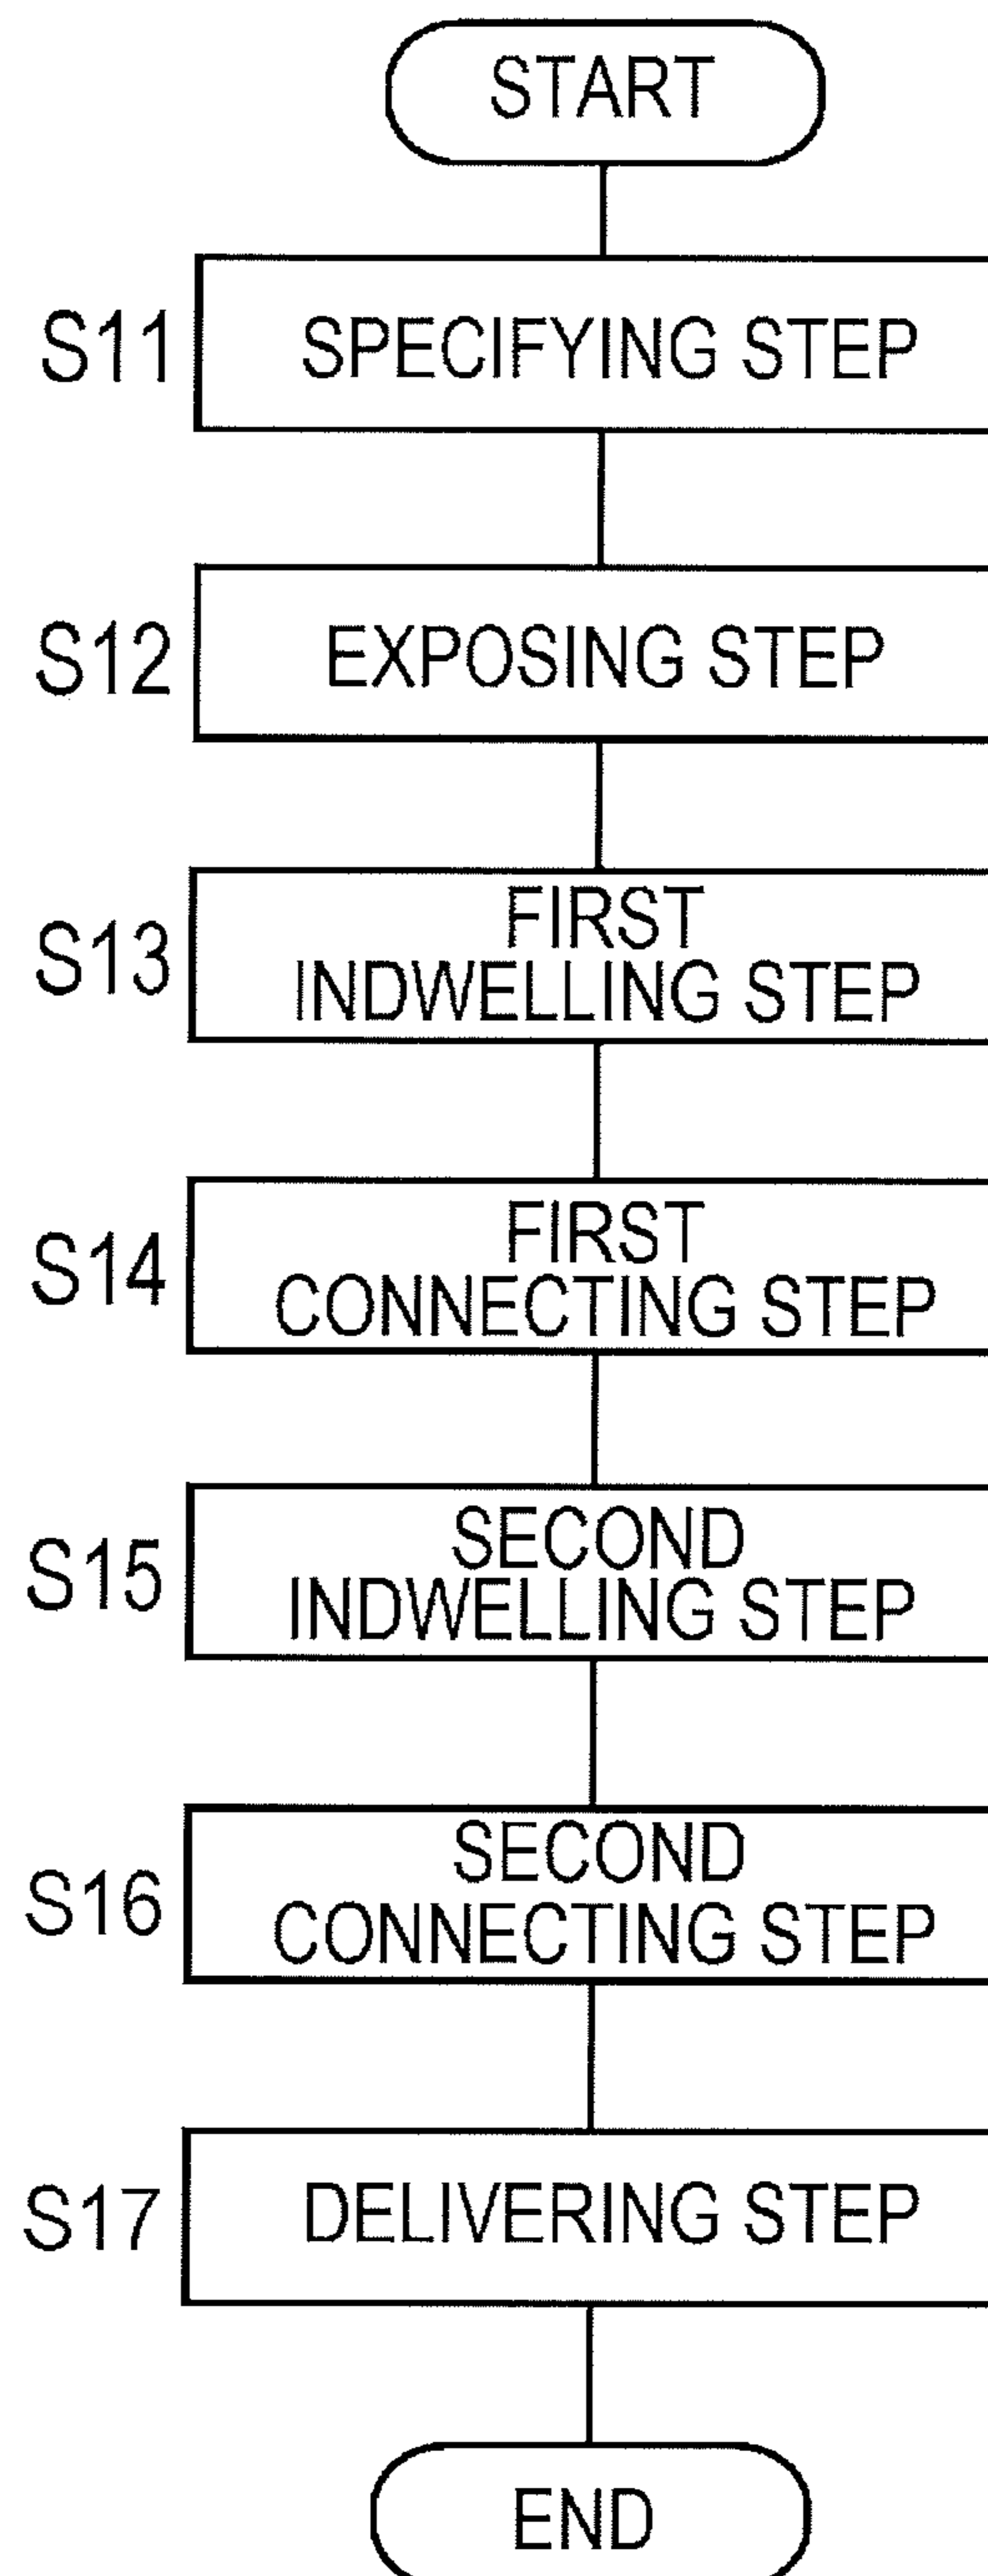 START
S11 SPECIFYING STEP
S12 EXPOSING STEP
S13 FIRST
INDWELLING STEP
S14 FIRST
CONNECTING STEP
S15 SECOND
INDWELLING STEP
S16 SECOND
CONNECTING STEP
S17 DELIVERING STEP
END